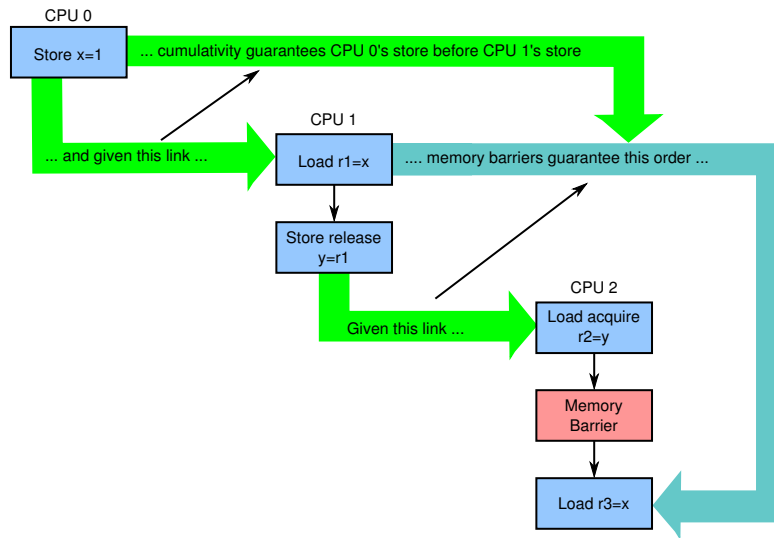 CPU 0
Store x=1
... cumulativity guarantees CPU 0's store before CPU 1's store
CPU 1
... and given this link ...
Load r1=x
.... memory barriers guarantee this order ...
Store release
y=r1
CPU 2
Given this link ...
Load acquire
r2=y
Memory
Barrier
Load r3=x